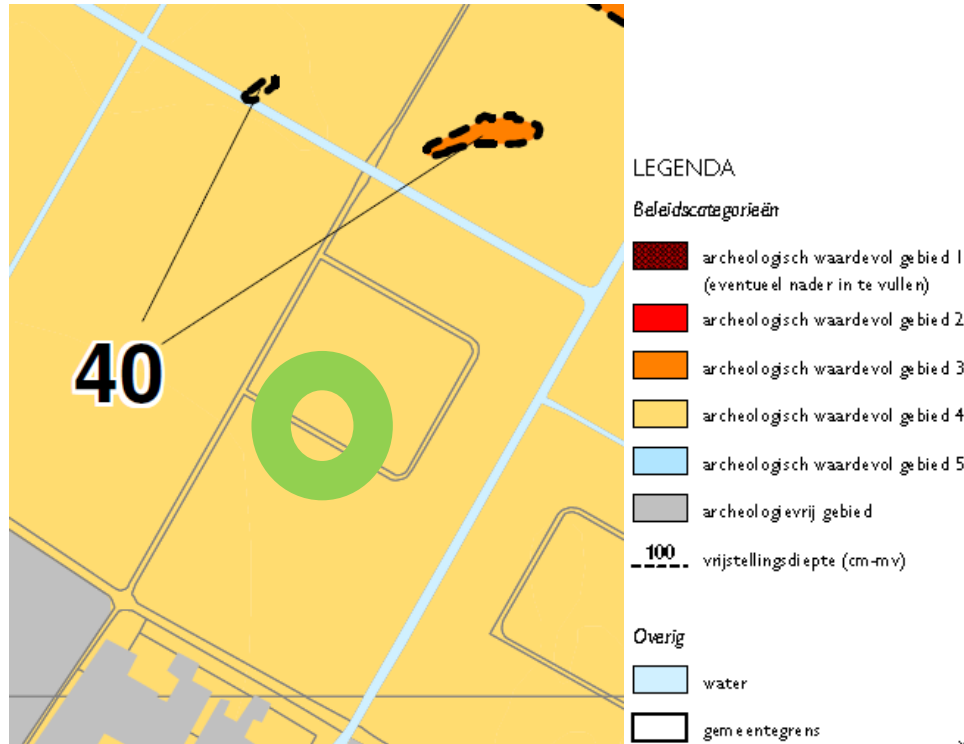 40
LEGENDA
Beleidscategorieën
archeologisch waardevol gebied 1
(eventueel nader in te vullen)
archeologisch waardevol gebied 2
archeologisch waardevol gebied 3
archeologisch waardevol gebied 4
archeologisch waardevol gebied 5
archeologievrij gebied
100 vrijstellingsdiepte (cm-mv)
Overig
water
gemeentegrens